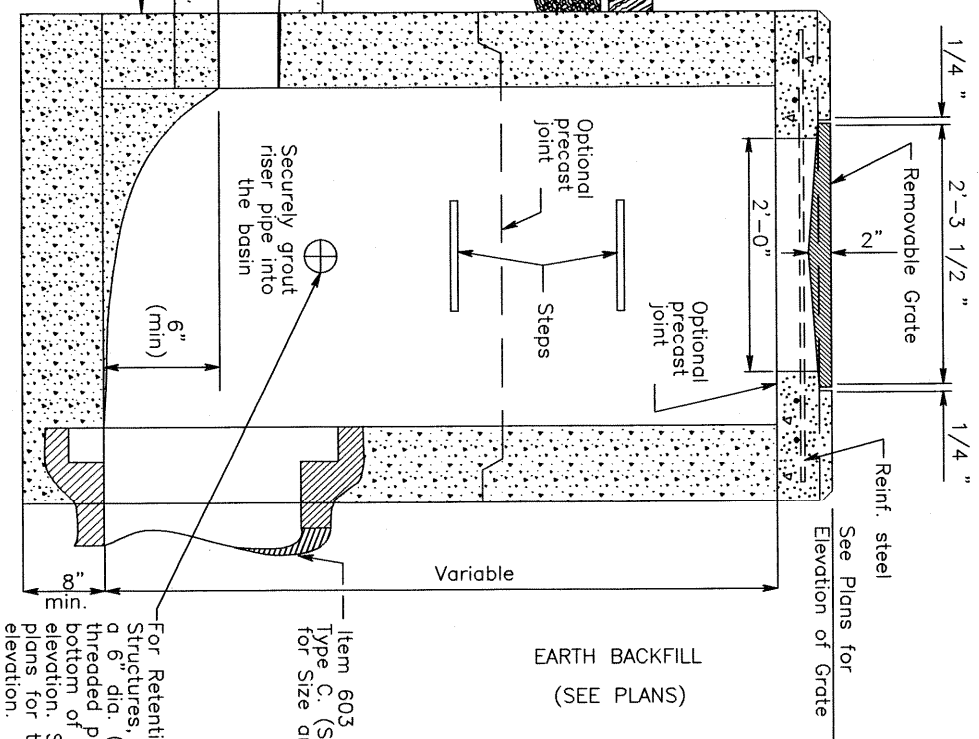 1/4 "
2'-3 1/2 "
1/4 "
Removable Grate
2"
2'-0"
Reinf. steel
See Plans for
Elevation of Grate
Optional
precast
joint
Optional
precast
joint
Steps
Securely grout
riser pipe into
the basin
6"
(min)
Variable
8"
min.
EARTH BACKFILL
(SEE PLANS)
Item 603
Type C. (S
for Size a
For Retenti
Structures,
a 6" dia. (
threaded p
bottom of
elevation. S
plans for t
elevation.